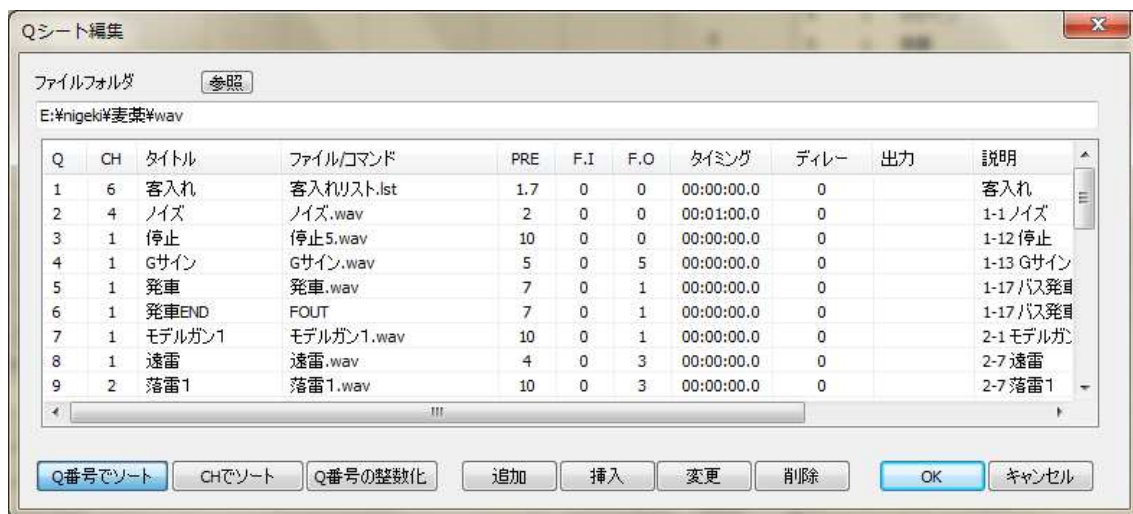 Qシート編集
ファイルフォルダ 参照
E:¥nigeki¥麦藁¥wav
Q CH タイトル ファイル/コマンド PRE F.I F.O タイミング ディレー 出力 説明
1 6 客入れ 客入れリスト.lst 1.7 0 0 00:00:00.0 0 客入れ
2 4 ノイズ ノイズ.wav 2 0 0 00:01:00.0 0 1-1 ノイズ
3 1 停止 停止5.wav 10 0 0 00:00:00.0 0 1-12 停止
4 1 Gサイン Gサイン.wav 5 0 5 00:00:00.0 0 1-13 Gサイン
5 1 発車 発車.wav 7 0 1 00:00:00.0 0 1-17 バス発車
6 1 発車END FOUT 7 0 1 00:00:00.0 0 1-17 バス発車
7 1 モデルガン1 モデルガン1.wav 10 0 1 00:00:00.0 0 2-1 モデルガン
8 1 遠雷 遠雷.wav 4 0 3 00:00:00.0 0 2-7 遠雷
9 2 落雷1 落雷1.wav 10 0 3 00:00:00.0 0 2-7 落雷1
Q番号でソート CHでソート Q番号の整数化 追加 挿入 変更 削除 OK キャンセル